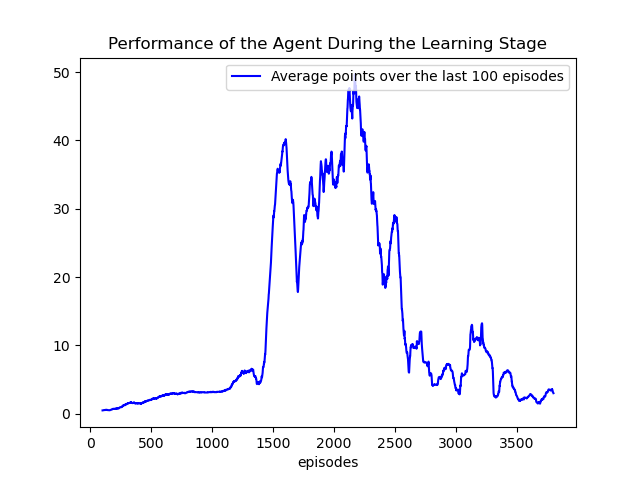 Performance of the Agent During the Learning Stage
Average points over the last 100 episodes
50
40
30
20
10
0
0 500 1000 1500 2000 2500 3000 3500
episodes